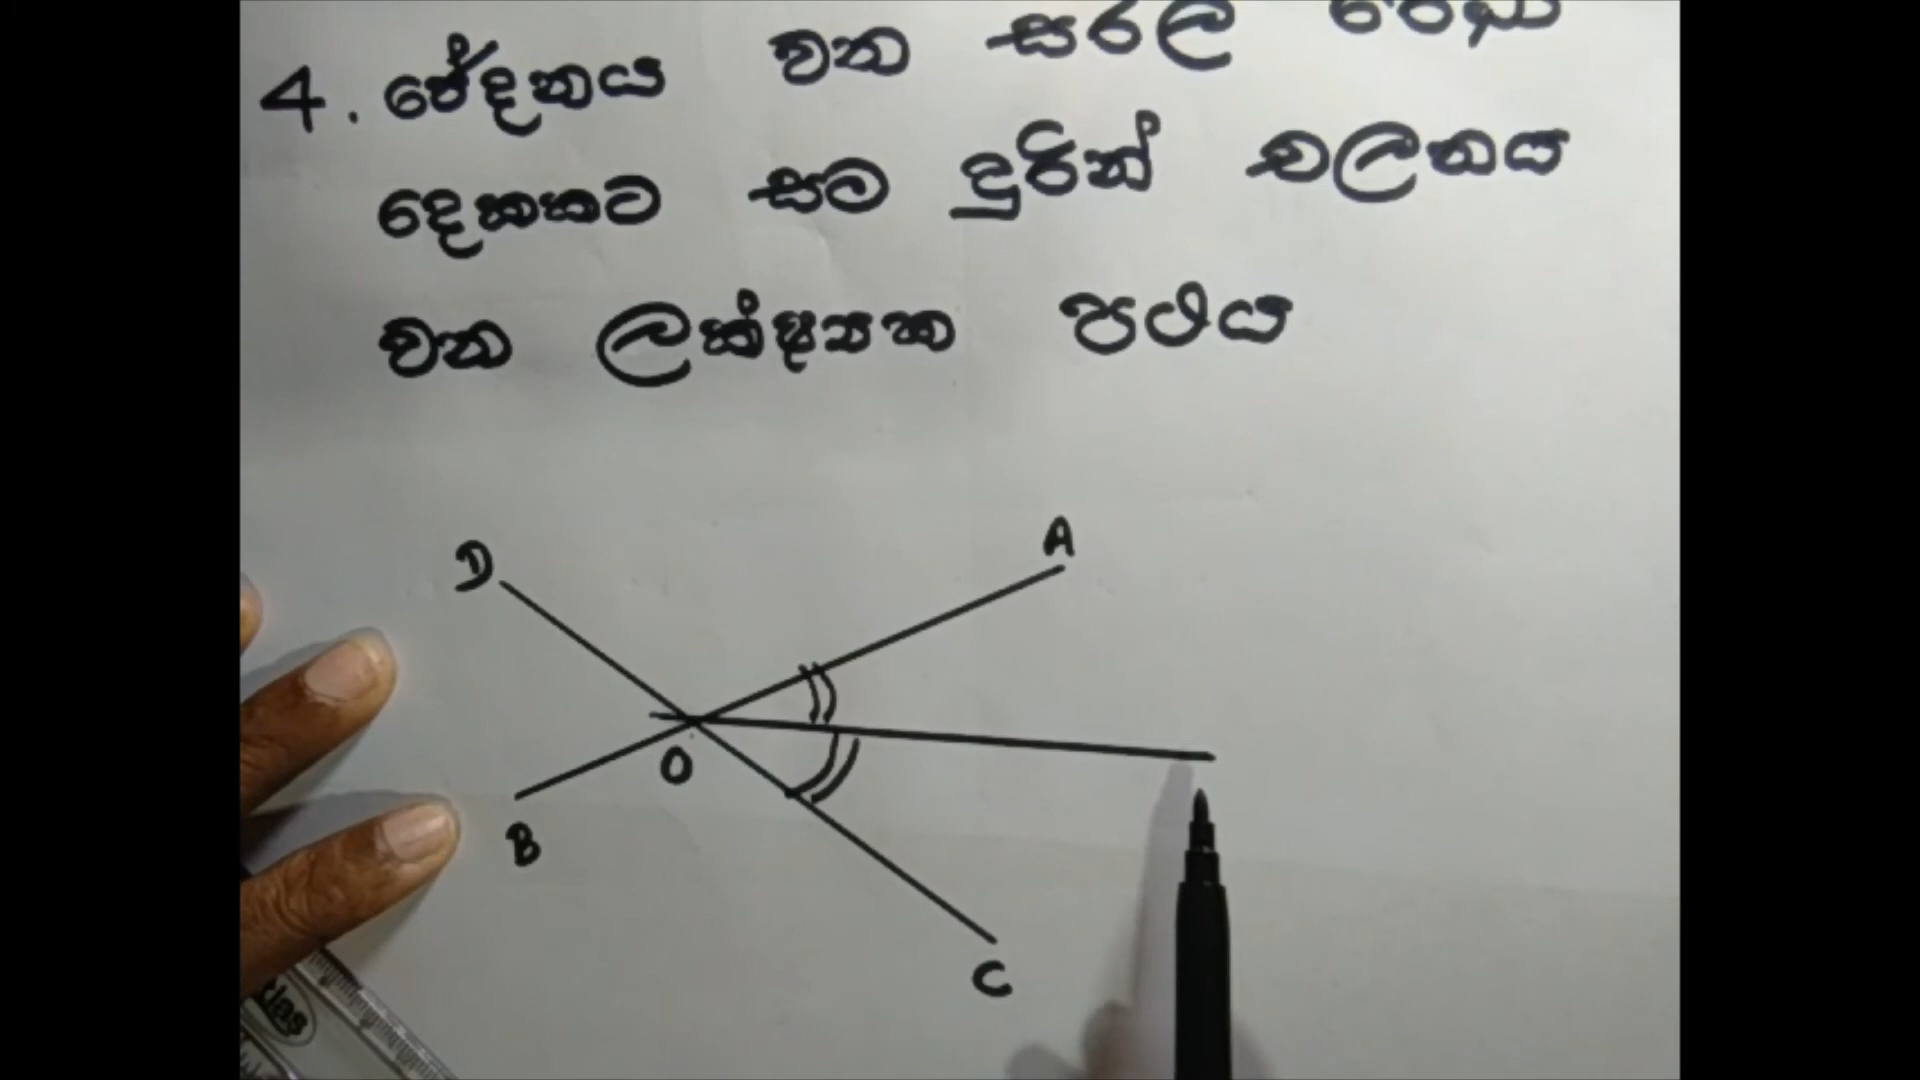 4. ඡේදනය වන සරල රේඛා
දෙකකට සම දුරින් චලනය
වන ලක්ෂ්‍යක පථය
D
A
O
B
C